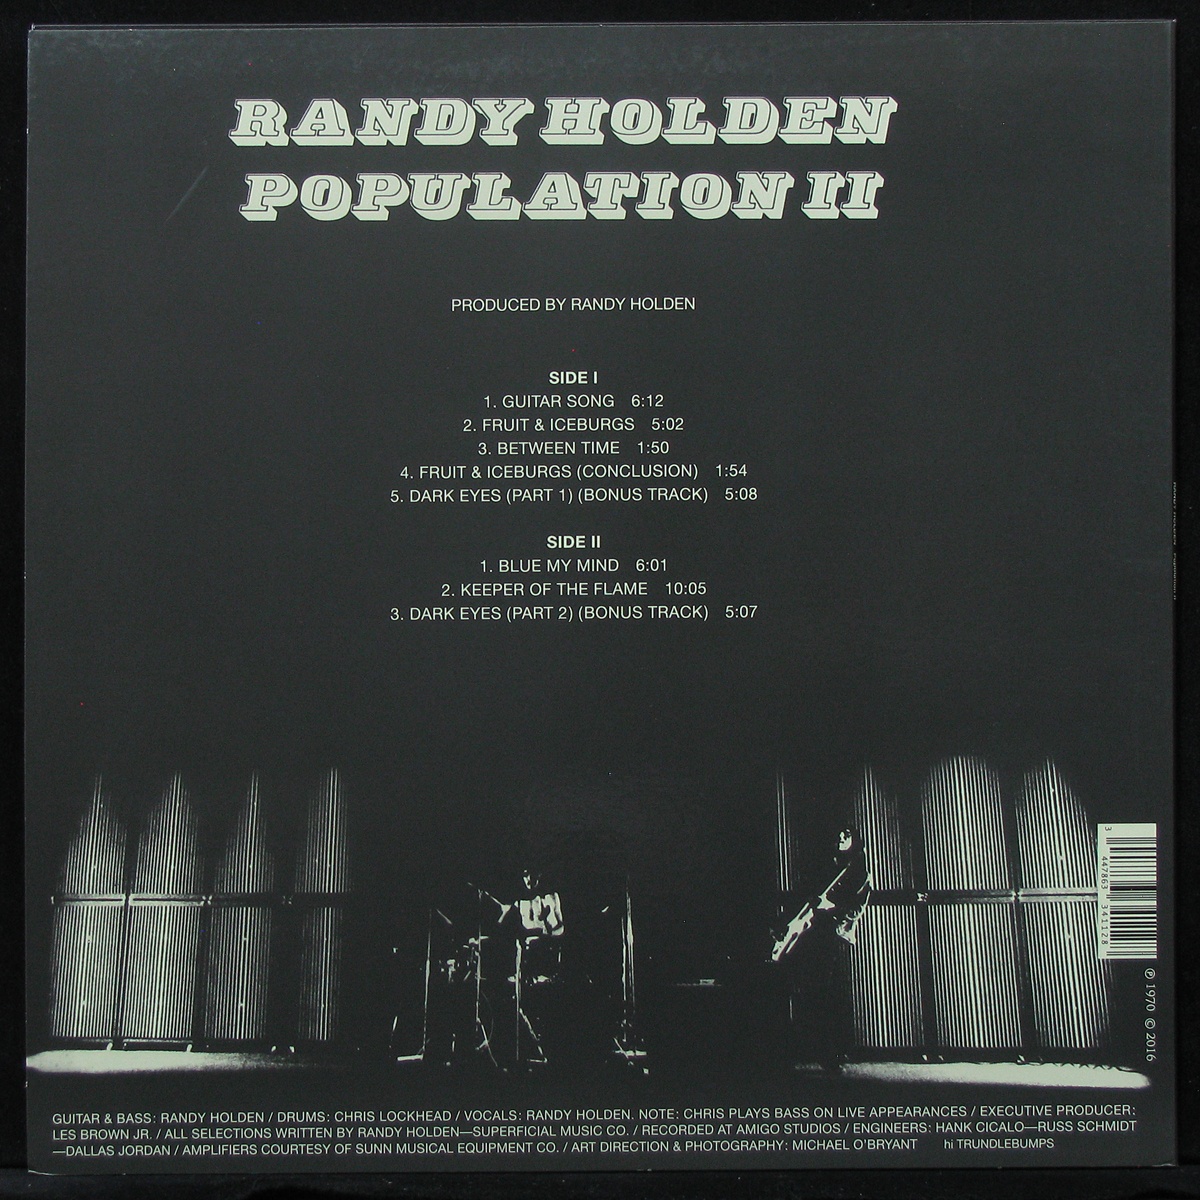 RANDY HOLDEN
POPULATION II
PRODUCED BY RANDY HOLDEN
SIDE I
1. GUITAR SONG 6:12
2. FRUIT & ICEBURGS 5:02
3. BETWEEN TIME 1:50
4. FRUIT & ICEBURGS (CONCLUSION) 1:54
5. DARK EYES (PART 1) (BONUS TRACK) 5:08
SIDE II
1. BLUE MY MIND 6:01
2. KEEPER OF THE FLAME 10:05
3. DARK EYES (PART 2) (BONUS TRACK) 5:07
3 447863 341128
℗ 1970 © 2016
GUITAR & BASS: RANDY HOLDEN / DRUMS: CHRIS LOCKHEAD / VOCALS: RANDY HOLDEN. NOTE: CHRIS PLAYS BASS ON LIVE APPEARANCES / EXECUTIVE PRODUCER:
LES BROWN JR. / ALL SELECTIONS WRITTEN BY RANDY HOLDEN—SUPERFICIAL MUSIC CO. / RECORDED AT AMIGO STUDIOS / ENGINEERS: HANK CICALO—RUSS SCHMIDT
—DALLAS JORDAN / AMPLIFIERS COURTESY OF SUNN MUSICAL EQUIPMENT CO. / ART DIRECTION & PHOTOGRAPHY: MICHAEL O'BRYANT hi TRUNDLEBUMPS